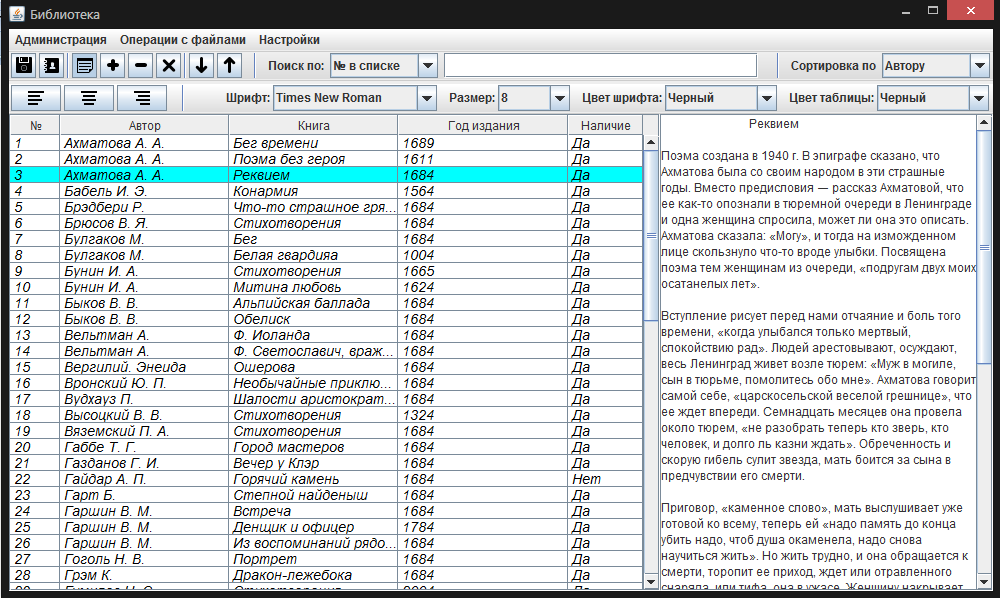 Библиотека
Администрация Операции с файлами Настройки
Поиск по: № в списке Сортировка по Автору
Шрифт: Times New Roman Размер: 8 Цвет шрифта: Черный Цвет таблицы: Черный
№ Автор Книга Год издания Наличие
1 Ахматова А. А. Бег времени 1689 Да
2 Ахматова А. А. Поэма без героя 1611 Да
3 Ахматова А. А. Реквием 1684 Да
4 Бабель И. Э. Конармия 1564 Да
5 Брэдбери Р. Что-то страшное гря... 1684 Да
6 Брюсов В. Я. Стихотворения 1684 Да
7 Булгаков М. Бег 1684 Да
8 Булгаков М. Белая гвардияа 1004 Да
9 Бунин И. А. Стихотворения 1665 Да
10 Бунин И. А. Митина любовь 1624 Да
11 Быков В. В. Альпийская баллада 1684 Да
12 Быков В. В. Обелиск 1684 Да
13 Вельтман А. Ф. Иоланда 1684 Да
14 Вельтман А. Ф. Светославич, враж... 1684 Да
15 Вергилий. Энеида Ошерова 1684 Да
16 Вронский Ю. П. Необычайные приклю... 1684 Да
17 Вудхауз П. Шалости аристократ... 1684 Да
18 Высоцкий В. В. Стихотворения 1324 Да
19 Вяземский П. А. Стихотворения 1684 Да
20 Габбе Т. Г. Город мастеров 1684 Да
21 Газданов Г. И. Вечер у Клэр 1684 Да
22 Гайдар А. П. Горячий камень 1684 Нет
23 Гарт Б. Степной найденыш 1684 Да
24 Гаршин В. М. Встреча 1684 Да
25 Гаршин В. М. Денщик и офицер 1784 Да
26 Гаршин В. М. Из воспоминаний рядо... 1684 Да
27 Гоголь Н. В. Портрет 1684 Да
28 Грэм К. Дракон-лежебока 1684 Да
Реквием
Поэма создана в 1940 г. В эпиграфе сказано, что
Ахматова была со своим народом в эти страшные
годы. Вместо предисловия — рассказ Ахматовой, что
ее как-то опознали в тюремной очереди в Ленинграде
и одна женщина спросила, может ли она это описать.
Ахматова сказала: «Могу», и тогда на изможденном
лице скользнуло что-то вроде улыбки. Посвящена
поэма тем женщинам из очереди, «подругам двух моих
осатанелых лет».
Вступление рисует перед нами отчаяние и боль того
времени, «когда улыбался только мертвый,
спокойствию рад». Людей арестовывают, осуждают,
весь Ленинград живет возле тюрем: «Муж в могиле,
сын в тюрьме, помолитесь обо мне». Ахматова говорит
самой себе, «царскосельской веселой грешнице», что
ее ждет впереди. Семнадцать месяцев она провела
около тюрем, «не разобрать теперь кто зверь, кто
человек, и долго ль казни ждать». Обреченность и
скорую гибель сулит звезда, мать боится за сына в
предчувствии его смерти.
Приговор, «каменное слово», мать выслушивает уже
готовой ко всему, теперь ей «надо память до конца
убить надо, чтоб душа окаменела, надо снова
научиться жить». Но жить трудно, и она обращается к
смерти, торопит ее приход, ждет или отравленного
снаряда, или тифа, она в ужасе. Женщину накрывает